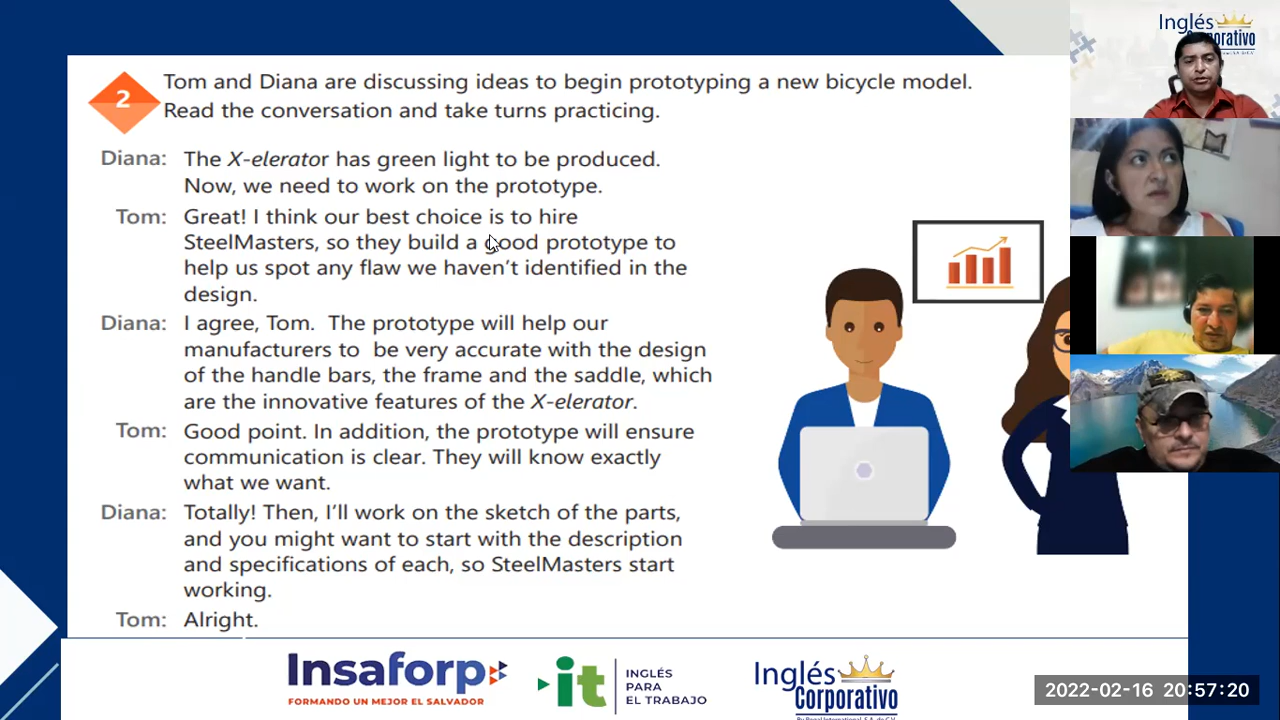 Inglés
Corporativo
2
Tom and Diana are discussing ideas to begin prototyping a new bicycle model.
Read the conversation and take turns practicing.
Diana: The X-elerator has green light to be produced.
Now, we need to work on the prototype.
Tom: Great! I think our best choice is to hire
SteelMasters, so they build a good prototype to
help us spot any flaw we haven't identified in the
design.
Diana: I agree, Tom. The prototype will help our
manufacturers to be very accurate with the design
of the handle bars, the frame and the saddle, which
are the innovative features of the X-elerator.
Tom: Good point. In addition, the prototype will ensure
communication is clear. They will know exactly
what we want.
Diana: Totally! Then, I'll work on the sketch of the parts,
and you might want to start with the description
and specifications of each, so SteelMasters start
working.
Tom: Alright.
Insaforp
FORMANDO UN MEJOR EL SALVADOR
it
INGLÉS
PARA
EL TRABAJO
Inglés
Corporativo
2022-02-16 20:57:20